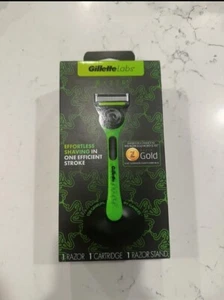 GilletteLabs
EFFORTLESS
SHAVING IN
ONE EFFICIENT
STROKE
Gold
1 RAZOR 1 CARTRIDGE 1 RAZOR STAND